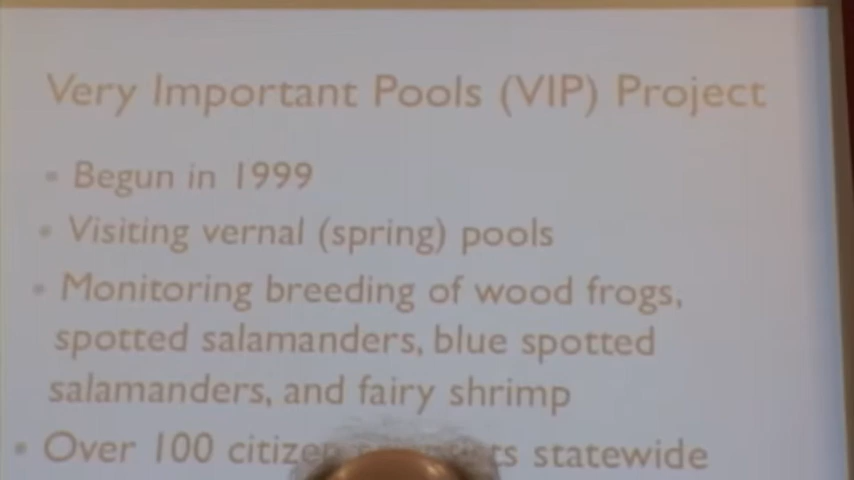 Very Important Pools (VIP) Project
• Begun in 1999
• Visiting vernal (spring) pools
• Monitoring breeding of wood frogs,
spotted salamanders, blue spotted
salamanders, and fairy shrimp
• Over 100 citizen statewide